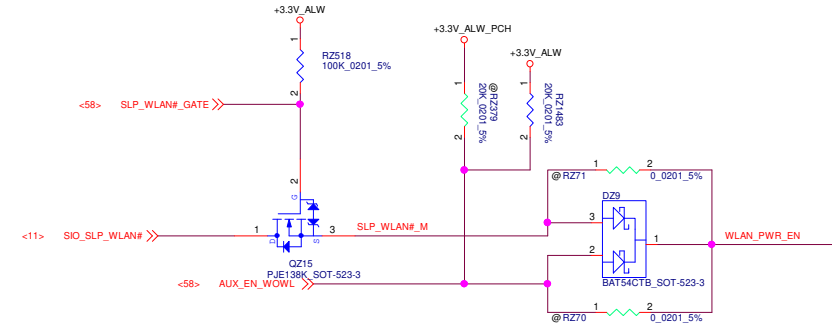 +3.3V_ALW
1
RZ518
100K_0201_5%
2
<58> SLP_WLAN#_GATE
+3.3V_ALW_PCH
+3.3V_ALW
1
@RZ379
20K_0201_5%
2
1
RZ1483
20K_0201_5%
2
2
G
<11> SIO_SLP_WLAN#
1
D
S
3
SLP_WLAN#_M
QZ15
PJE138K_SOT-523-3
<58> AUX_EN_WOWL
@RZ71
1
2
0_0201_5%
DZ9
3
2
1
BAT54CTB_SOT-523-3
WLAN_PWR_EN
@RZ70
1
2
0_0201_5%